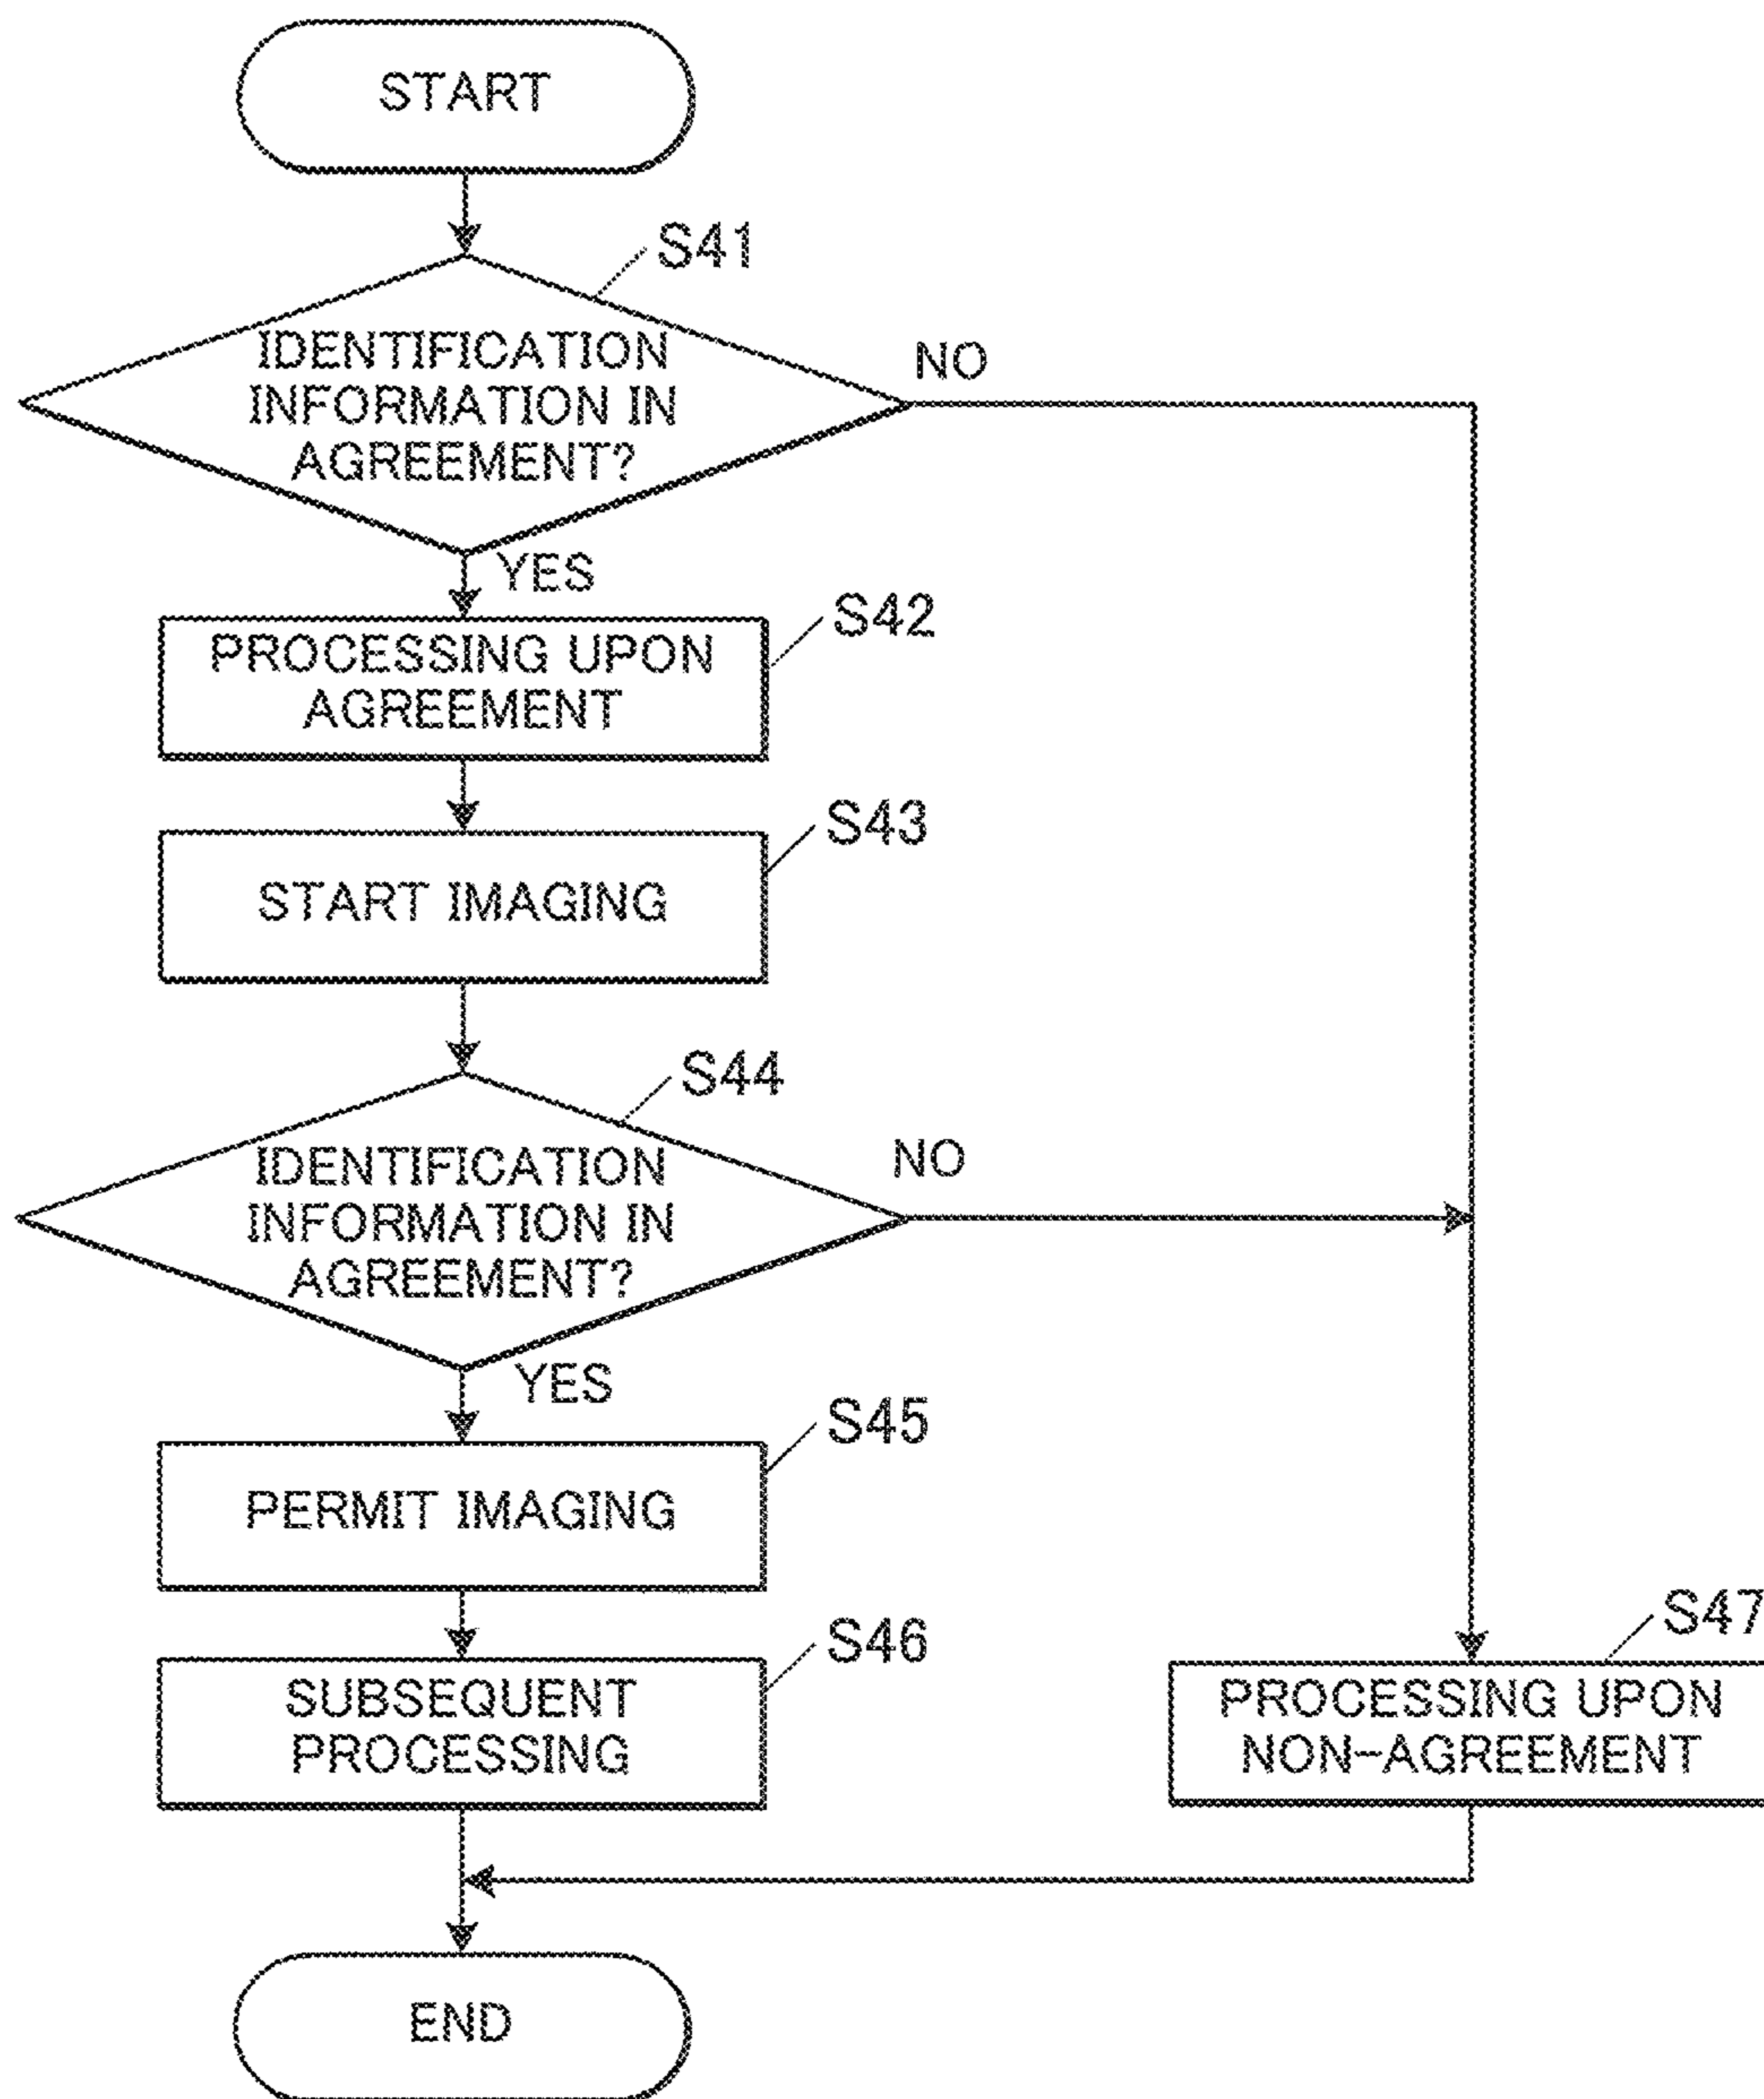 START
S41
IDENTIFICATION
INFORMATION IN
AGREEMENT?
NO
YES
S42
PROCESSING UPON
AGREEMENT
S43
START IMAGING
S44
IDENTIFICATION
INFORMATION IN
AGREEMENT?
NO
YES
S45
PERMIT IMAGING
S46
SUBSEQUENT
PROCESSING
S47
PROCESSING UPON
NON-AGREEMENT
END